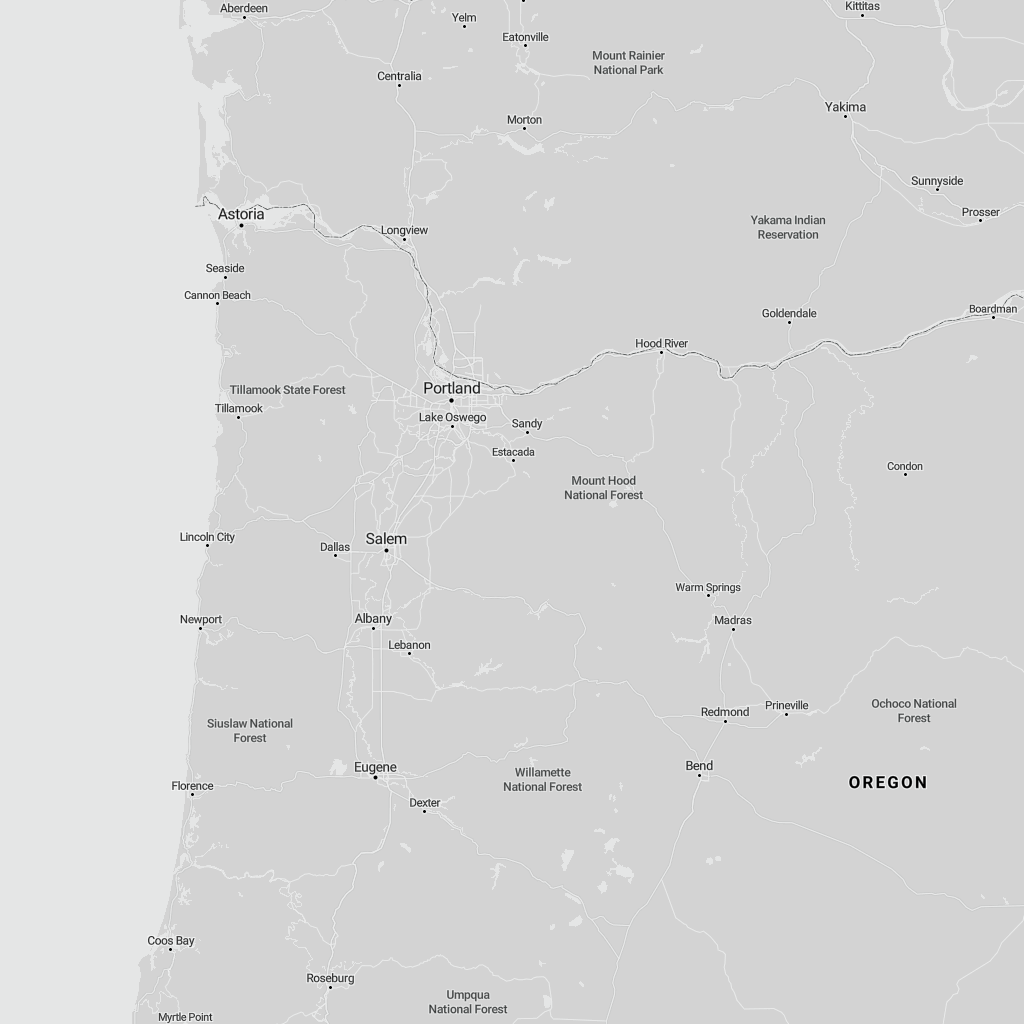 Aberdeen
Kittitas
Yelm
Eatonville
Mount Rainier
National Park
Centralia
Yakima
Morton
Sunnyside
Prosser
Astoria
Yakama Indian
Reservation
Longview
Seaside
Cannon Beach
Boardman
Goldendale
Hood River
Portland
Tillamook State Forest
Tillamook
Lake Oswego
Sandy
Estacada
Condon
Mount Hood
National Forest
Lincoln City
Salem
Dallas
Warm Springs
Newport
Albany
Madras
Lebanon
Ochoco National
Forest
Prineville
Redmond
Siuslaw National
Forest
Eugene
Bend
Willamette
National Forest
OREGON
Florence
Dexter
Coos Bay
Roseburg
Umpqua
National Forest
Myrtle Point